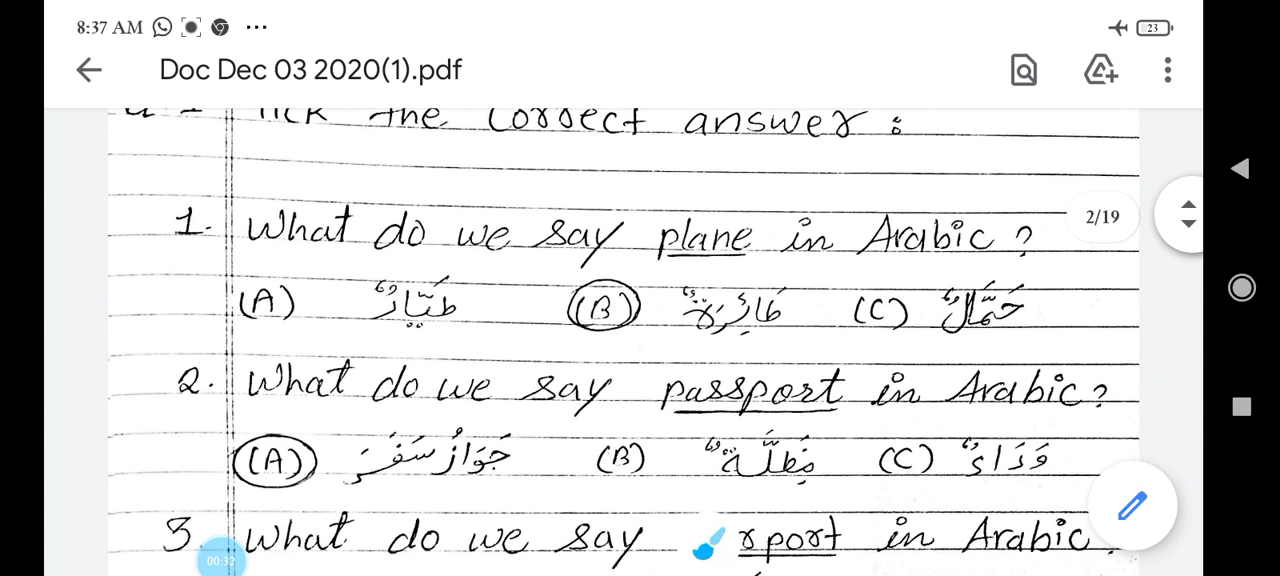 8:37 AM
23
Doc Dec 03 2020(1).pdf
Tick the correct answer :
2/19
1. What do we say plane in Arabic ?
(A) طَيَّارٌ (B) طَائِرَةٌ (C) حَمَّالٌ
2. What do we say passport in Arabic?
(A) جَوَازُ سَفَرٍ (B) مِظَلَّةٌ (C)
3. What do we say rport in Arabic
00:32